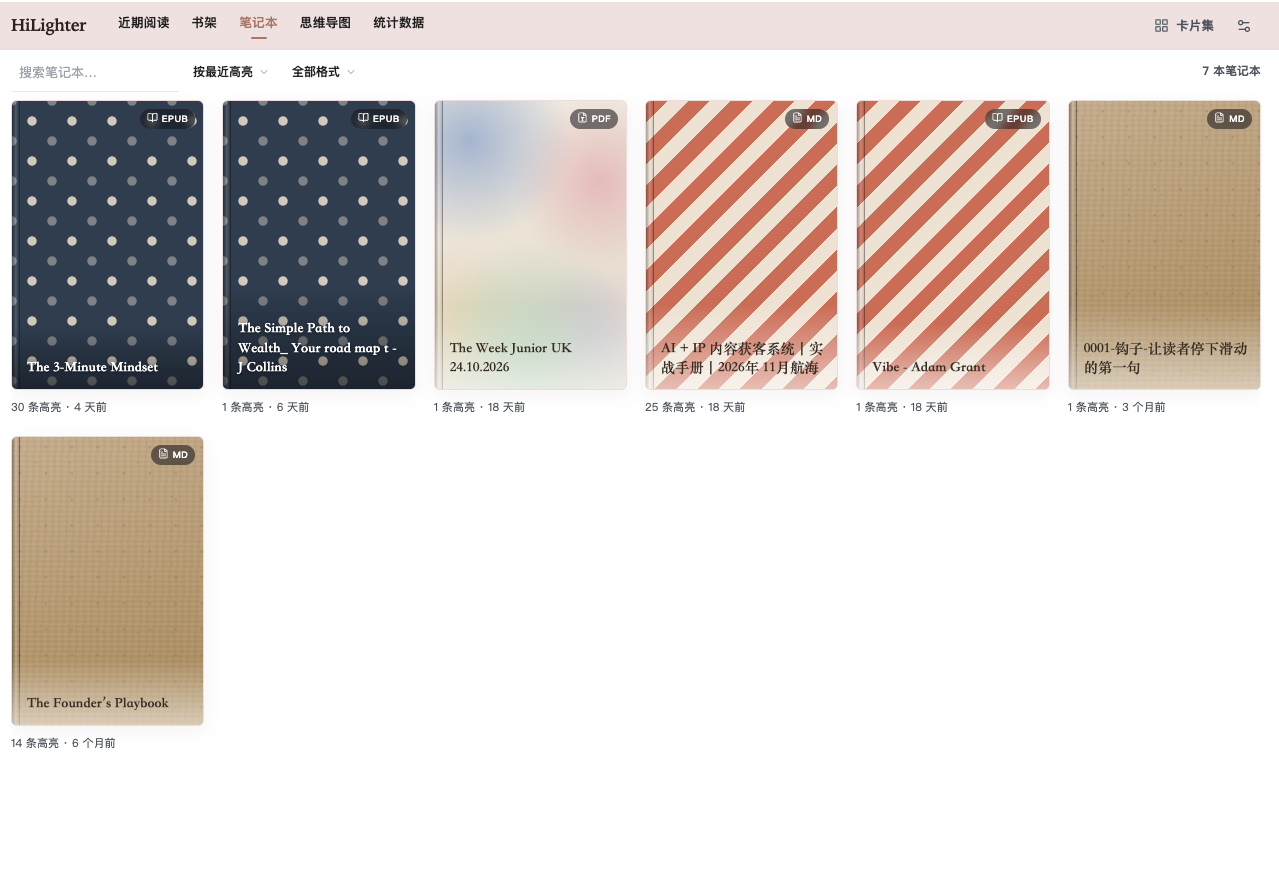 HiLighter
近期阅读
书架
笔记本
思维导图
统计数据
卡片集
搜索笔记本...
按最近高亮
全部格式
7 本笔记本
EPUB
The 3-Minute Mindset
30 条高亮 · 4 天前
EPUB
The Simple Path to
Wealth_ Your road map t -
J Collins
1 条高亮 · 6 天前
PDF
The Week Junior UK
24.10.2026
1 条高亮 · 18 天前
MD
AI + IP 内容获客系统 | 实
战手册 | 2026年 11月航海
25 条高亮 · 18 天前
EPUB
Vibe - Adam Grant
1 条高亮 · 18 天前
MD
0001-钩子-让读者停下滑动
的第一句
1 条高亮 · 3 个月前
MD
The Founder’s Playbook
14 条高亮 · 6 个月前